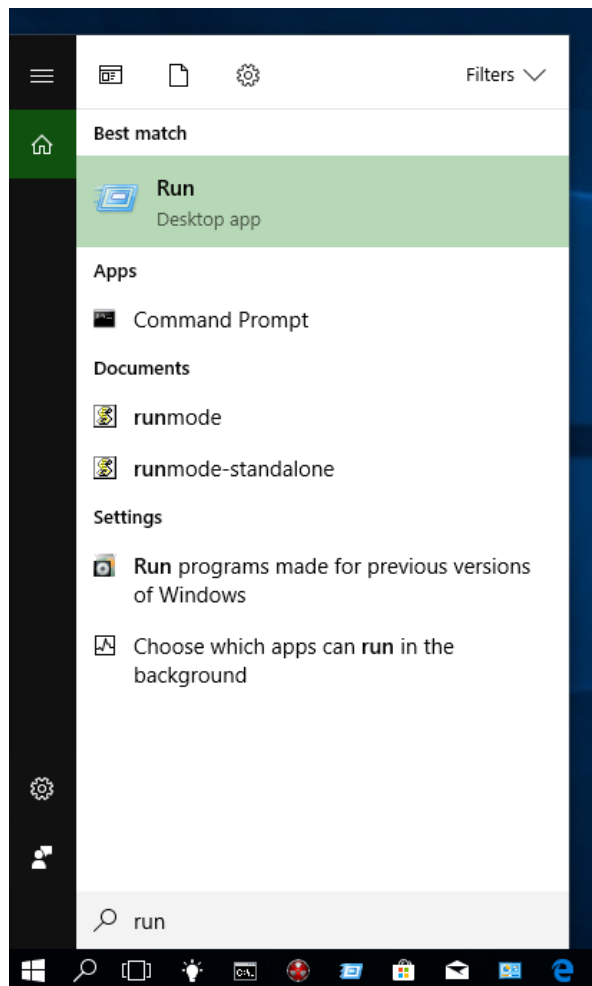 Filters
Best match
Run
Desktop app
Apps
Command Prompt
Documents
runmode
runmode-standalone
Settings
Run programs made for previous versions
of Windows
Choose which apps can run in the
background
run